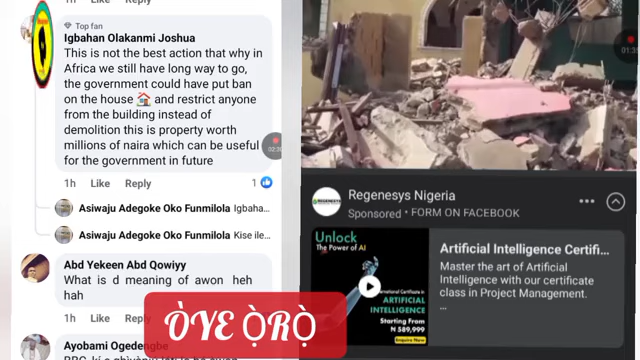 Like Reply
Top fan
Igbahan Olakanmi Joshua
This is not the best action that why in
Africa we still have long way to go,
the government could have put ban
on the house 🏠 and restrict anyone
from the building instead of
demolition this is property worth
millions of naira which can be useful
for the government in future
1h Like Reply 1
Asiwaju Adegoke Oko Funmilola Igbaha...
Asiwaju Adegoke Oko Funmilola Kise ile...
Abd Yekeen Abd Qowiyy
What is d meaning of awon heh
hah
1h Like
Ayobami Ogedengbe
ÒYE Ọ̀RỌ̀
Regenesys Nigeria
Sponsored • FORM ON FACEBOOK
Unlock
The Power of AI
International Certificate in
ARTIFICIAL
INTELLIGENCE
Starting From
N 589,999
Enquire Now
Artificial Intelligence Certifi...
Master the art of Artificial
Intelligence with our certificate
class in Project Management.
...